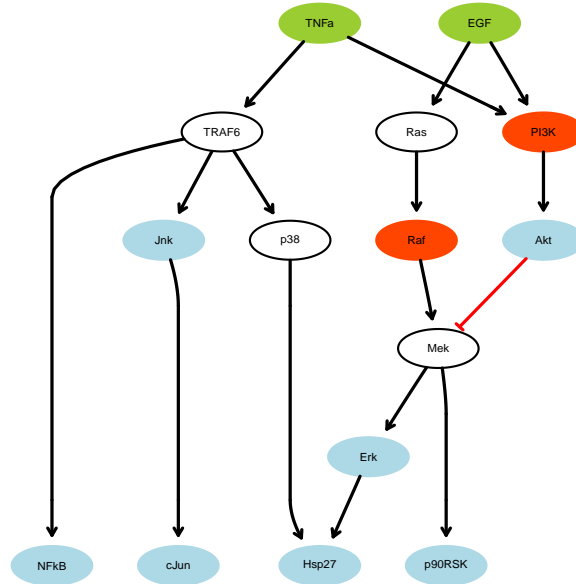 TNFa
EGF
TRAF6
Ras
PI3K
Jnk
p38
Raf
Akt
Mek
Erk
NFkB
cJun
Hsp27
p90RSK